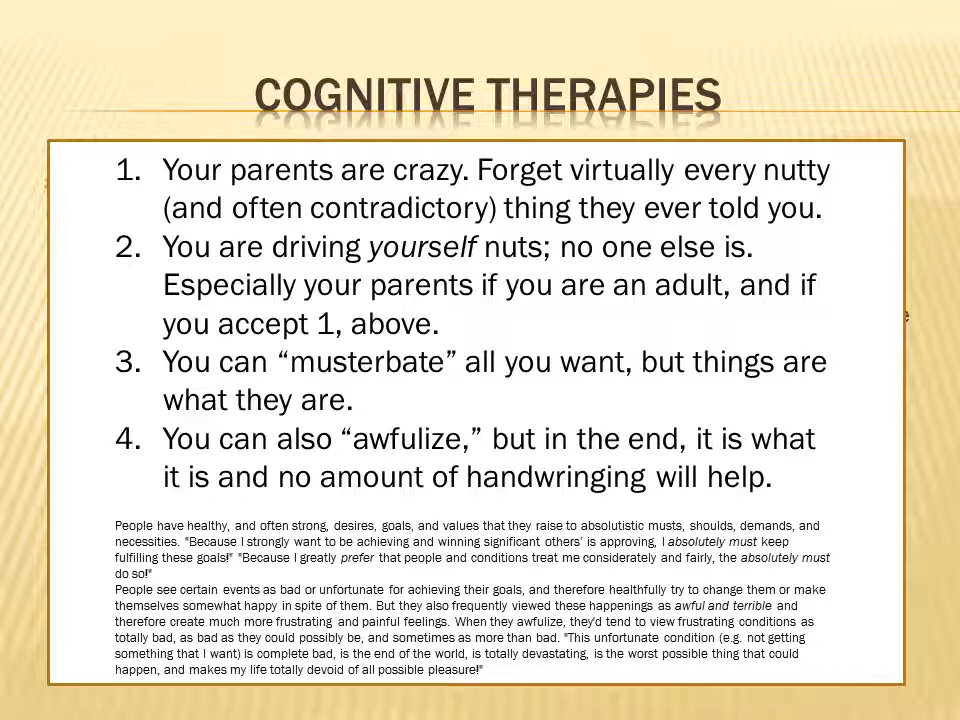 COGNITIVE THERAPIES
1. Your parents are crazy. Forget virtually every nutty
(and often contradictory) thing they ever told you.
2. You are driving yourself nuts; no one else is.
Especially your parents if you are an adult, and if
you accept 1, above.
3. You can “musterbate” all you want, but things are
what they are.
4. You can also “awfulize,” but in the end, it is what
it is and no amount of handwringing will help.
People have healthy, and often strong, desires, goals, and values that they raise to absolutistic musts, shoulds, demands, and
necessities. "Because I strongly want to be achieving and winning significant others’ is approving, I absolutely must keep
fulfilling these goals!" "Because I greatly prefer that people and conditions treat me considerately and fairly, the absolutely must
do so!"
People see certain events as bad or unfortunate for achieving their goals, and therefore healthfully try to change them or make
themselves somewhat happy in spite of them. But they also frequently viewed these happenings as awful and terrible and
therefore create much more frustrating and painful feelings. When they awfulize, they'd tend to view frustrating conditions as
totally bad, as bad as they could possibly be, and sometimes as more than bad. "This unfortunate condition (e.g. not getting
something that I want) is complete bad, is the end of the world, is totally devastating, is the worst possible thing that could
happen, and makes my life totally devoid of all possible pleasure!"